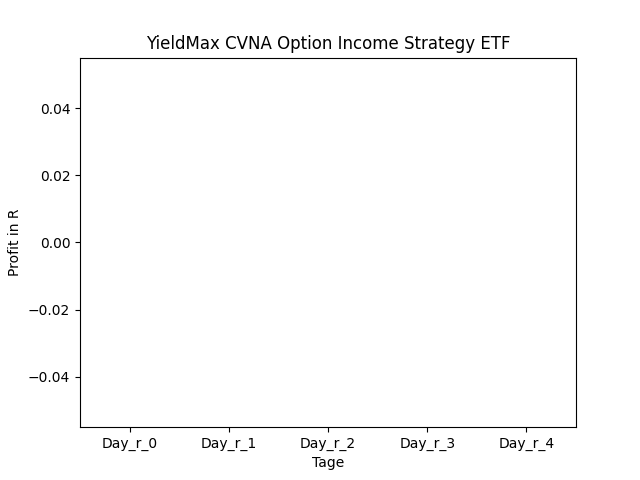 YieldMax CVNA Option Income Strategy ETF
Profit in R
0.04
0.02
0.00
−0.02
−0.04
Day_r_0 Day_r_1 Day_r_2 Day_r_3 Day_r_4
Tage